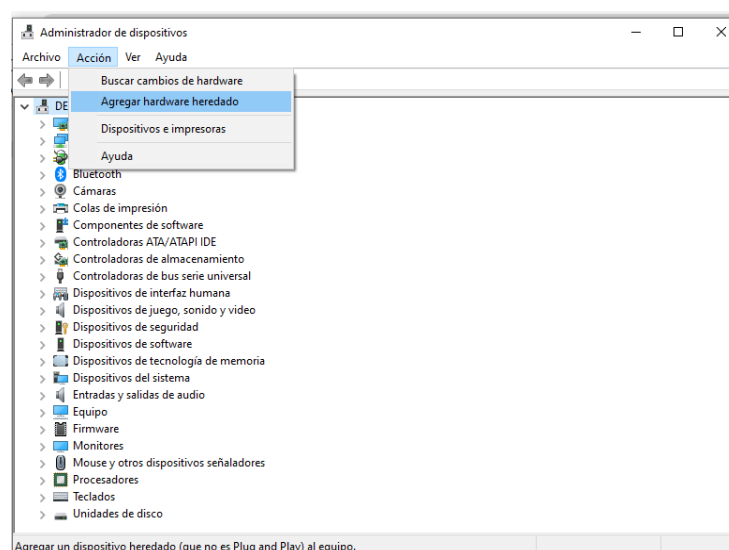 Administrador de dispositivos
Archivo Acción Ver Ayuda
Buscar cambios de hardware
DE Agregar hardware heredado
Dispositivos e impresoras
Ayuda
Bluetooth
Cámaras
Colas de impresión
Componentes de software
Controladoras ATA/ATAPI IDE
Controladoras de almacenamiento
Controladoras de bus serie universal
Dispositivos de interfaz humana
Dispositivos de juego, sonido y video
Dispositivos de seguridad
Dispositivos de software
Dispositivos de tecnología de memoria
Dispositivos del sistema
Entradas y salidas de audio
Equipo
Firmware
Monitores
Mouse y otros dispositivos señaladores
Procesadores
Teclados
Unidades de disco
Agregar un dispositivo heredado (que no es Plug and Play) al equipo.